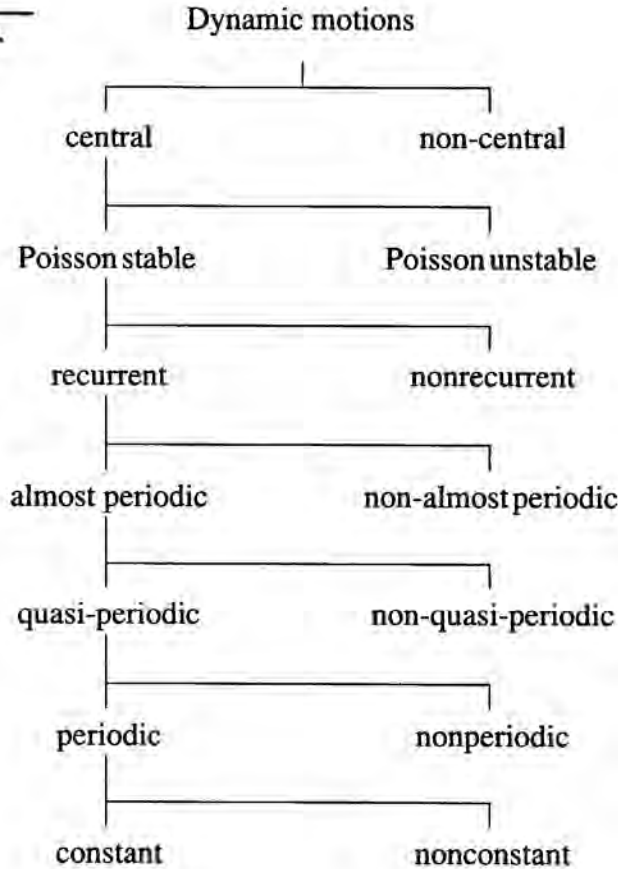 Dynamic motions
central non-central
Poisson stable Poisson unstable
recurrent nonrecurrent
almost periodic non-almost periodic
quasi-periodic non-quasi-periodic
periodic nonperiodic
constant nonconstant